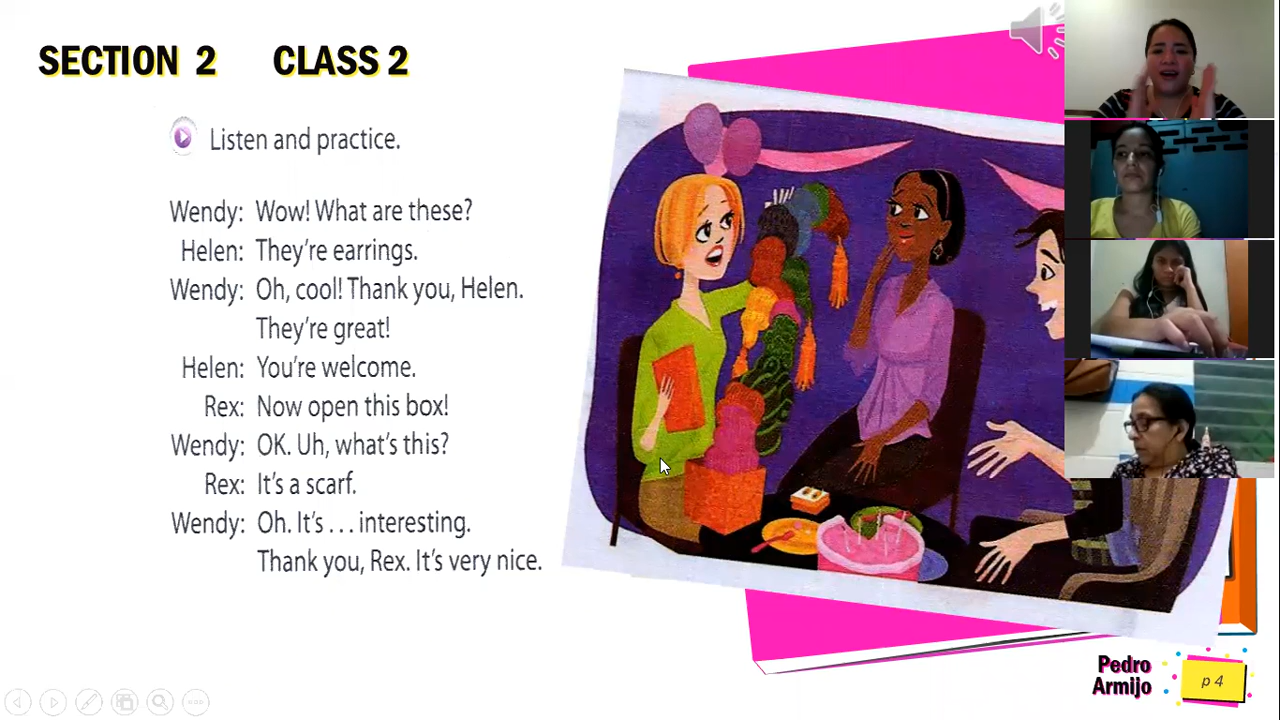 SECTION 2 CLASS 2
Listen and practice.
Wendy: Wow! What are these?
Helen: They're earrings.
Wendy: Oh, cool! Thank you, Helen.
They're great!
Helen: You're welcome.
Rex: Now open this box!
Wendy: OK. Uh, what's this?
Rex: It's a scarf.
Wendy: Oh. It's ... interesting.
Thank you, Rex. It's very nice.
Pedro
Armijo
p 4